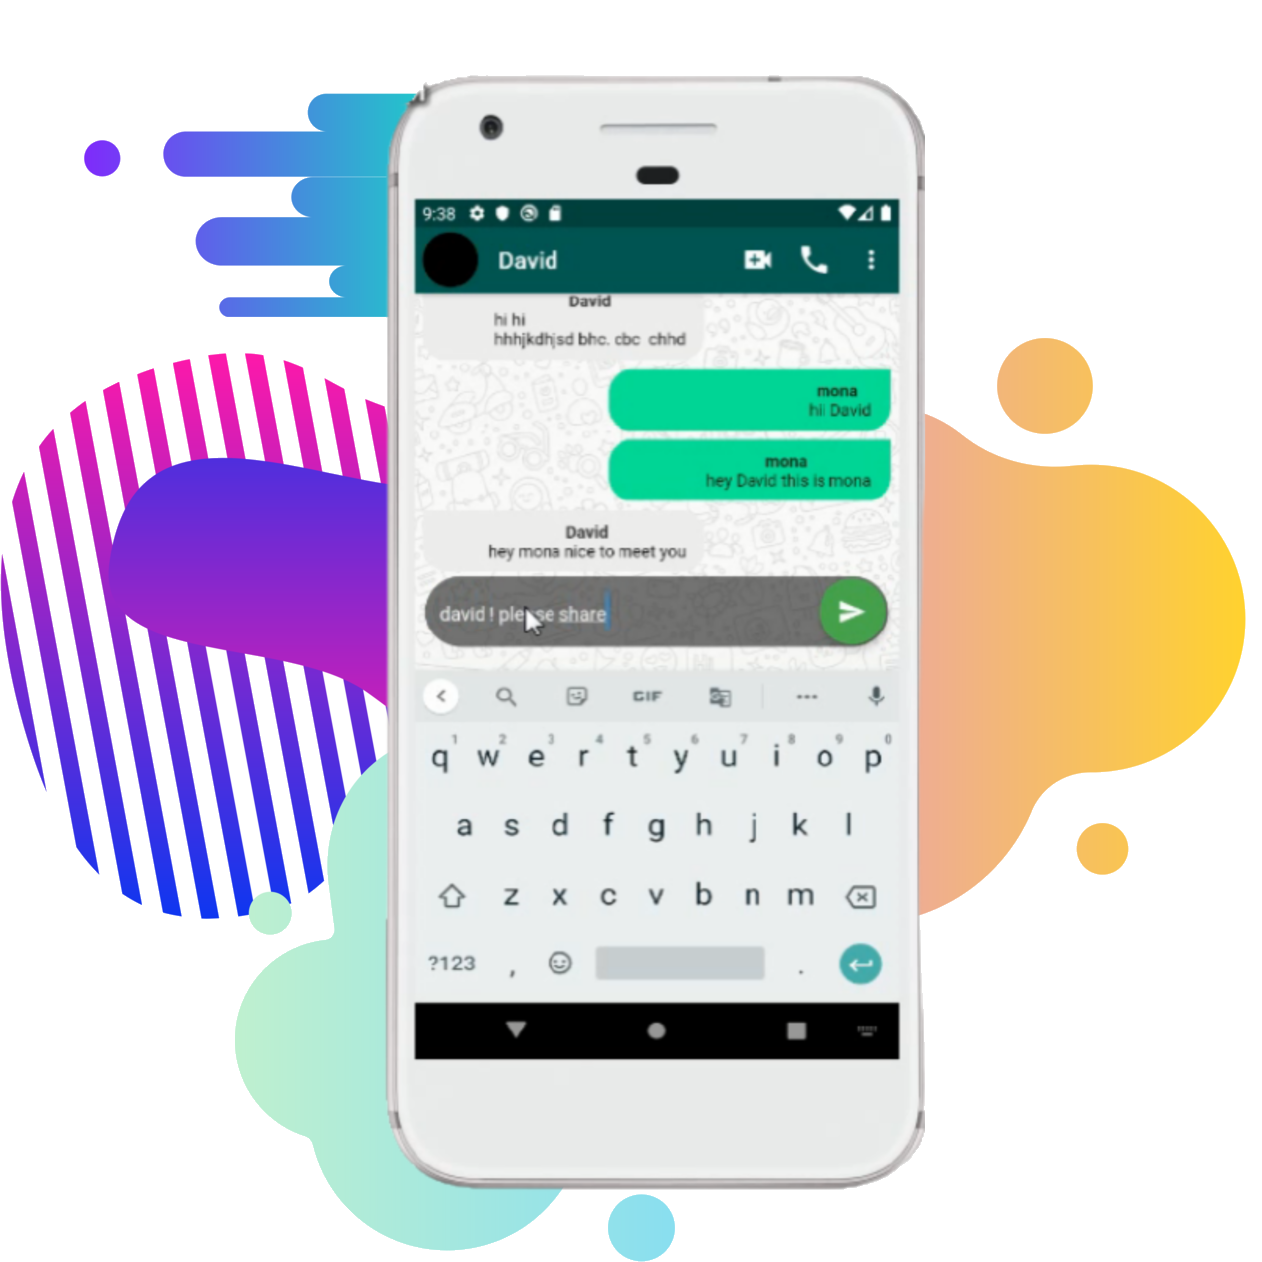 9:38
David
David
hi hi
hhhjkdhjsd bhc. cbc chhd
mona
hii David
mona
hey David this is mona
David
hey mona nice to meet you
david ! please share
GIF
1 2 3 4 5 6 7 8 9 0
q w e r t y u i o p
a s d f g h j k l
z x c v b n m
?123 , .